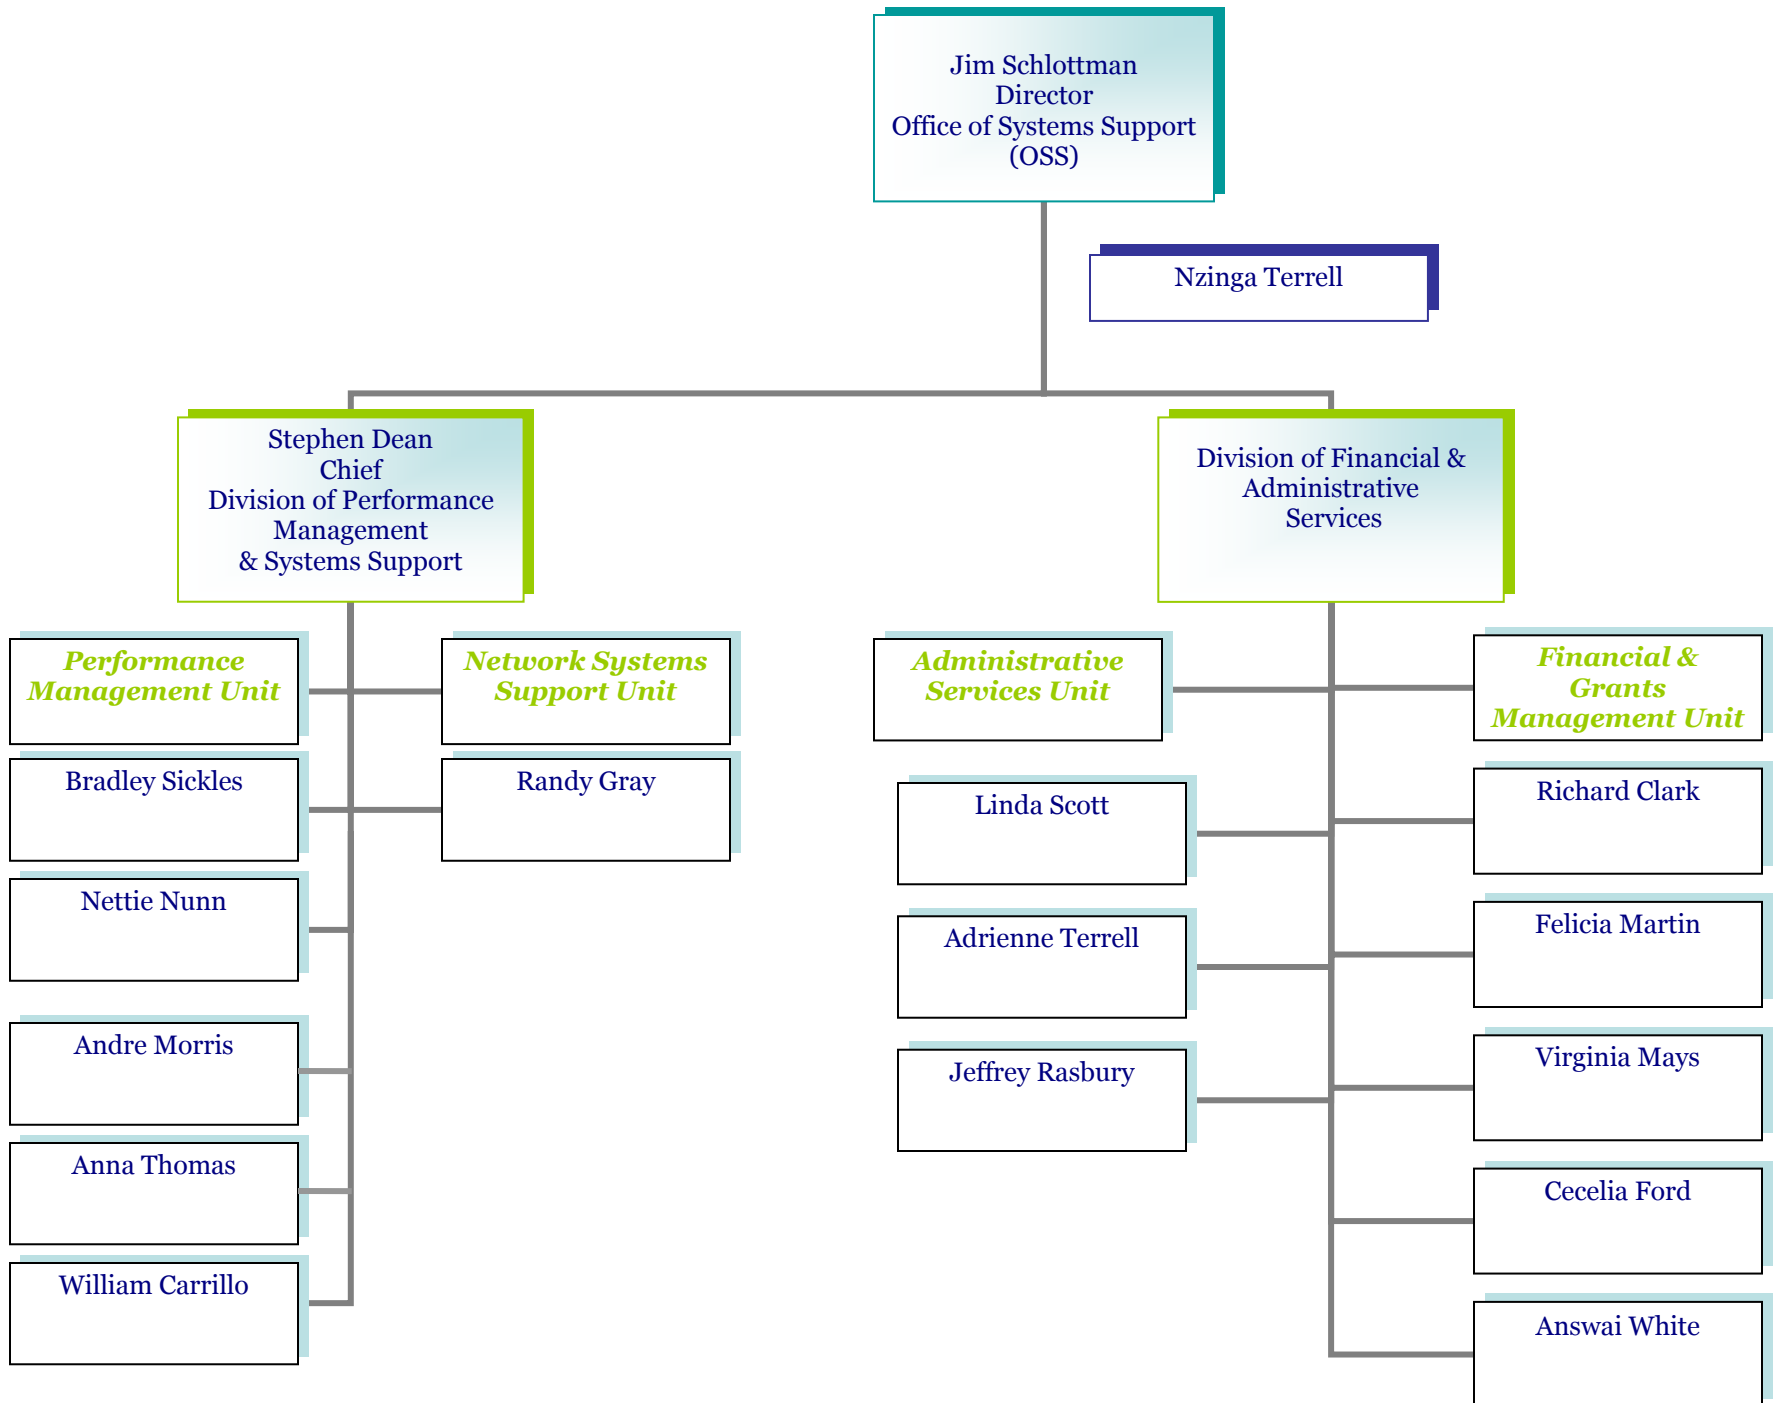 Jim Schlottman
Director
Office of Systems Support
(OSS)
Nzinga Terrell
Stephen Dean
Chief
Division of Performance
Management
& Systems Support
Division of Financial &
Administrative
Services
Performance
Management Unit
Network Systems
Support Unit
Administrative
Services Unit
Financial &
Grants
Management Unit
Bradley Sickles
Randy Gray
Linda Scott
Richard Clark
Nettie Nunn
Adrienne Terrell
Felicia Martin
Andre Morris
Jeffrey Rasbury
Virginia Mays
Anna Thomas
Cecelia Ford
William Carrillo
Answai White